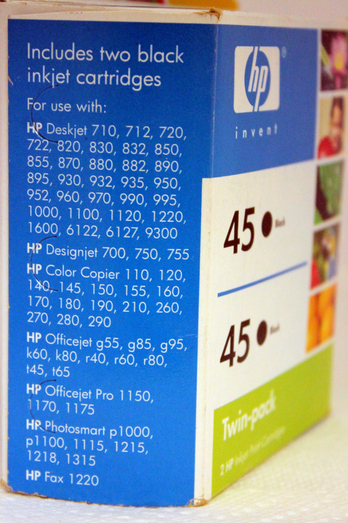 Includes two black
inkjet cartridges
For use with:
HP Deskjet 710, 712, 720,
722, 820, 830, 832, 850,
855, 870, 880, 882, 890,
895, 930, 932, 935, 950,
952, 960, 970, 990, 995,
1000, 1100, 1120, 1220,
1600, 6122, 6127, 9300
HP Designjet 700, 750, 755
HP Color Copier 110, 120,
140, 145, 150, 155, 160,
170, 180, 190, 210, 260,
270, 280, 290
HP Officejet g55, g85, g95,
k60, k80, r40, r60, r80,
t45, t65
HP Officejet Pro 1150,
1170, 1175
HP Photosmart p1000,
p1100, 1115, 1215,
1218, 1315
HP Fax 1220
hp
®
invent
45 Black
45 Black
Twin-pack
2 HP Inkjet Print Cartridges